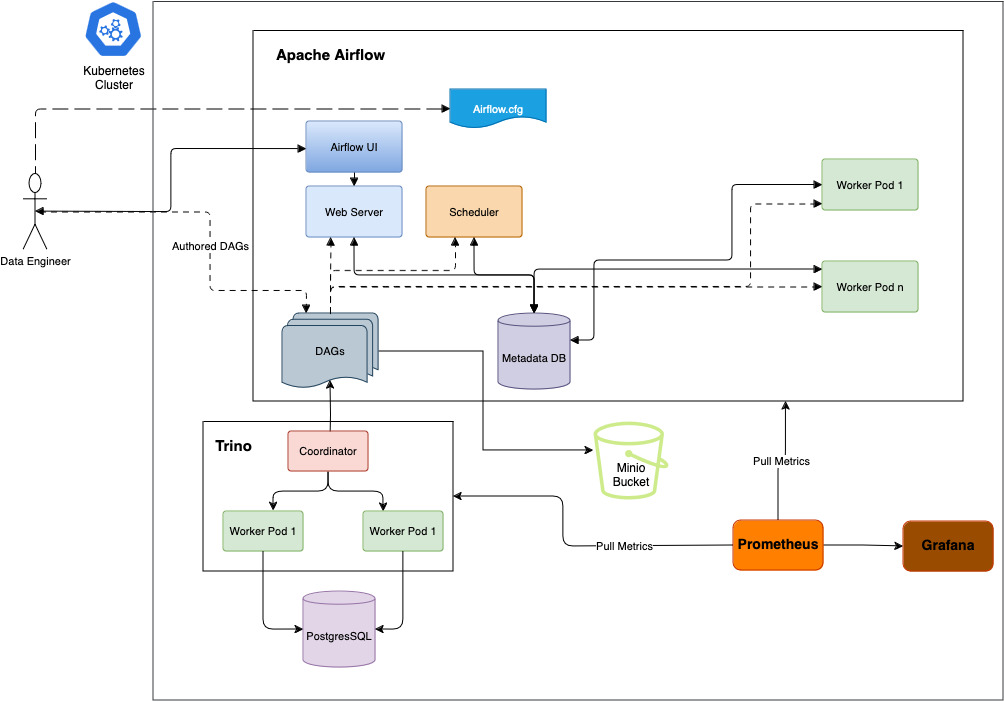 Kubernetes
Cluster
Apache Airflow
Airflow.cfg
Airflow UI
Web Server
Scheduler
Worker Pod 1
Data Engineer
Authored DAGs
Worker Pod n
DAGs
Metadata DB
Trino
Coordinator
Minio
Bucket
Pull Metrics
Worker Pod 1
Worker Pod 1
Pull Metrics
Prometheus
Grafana
PostgresSQL